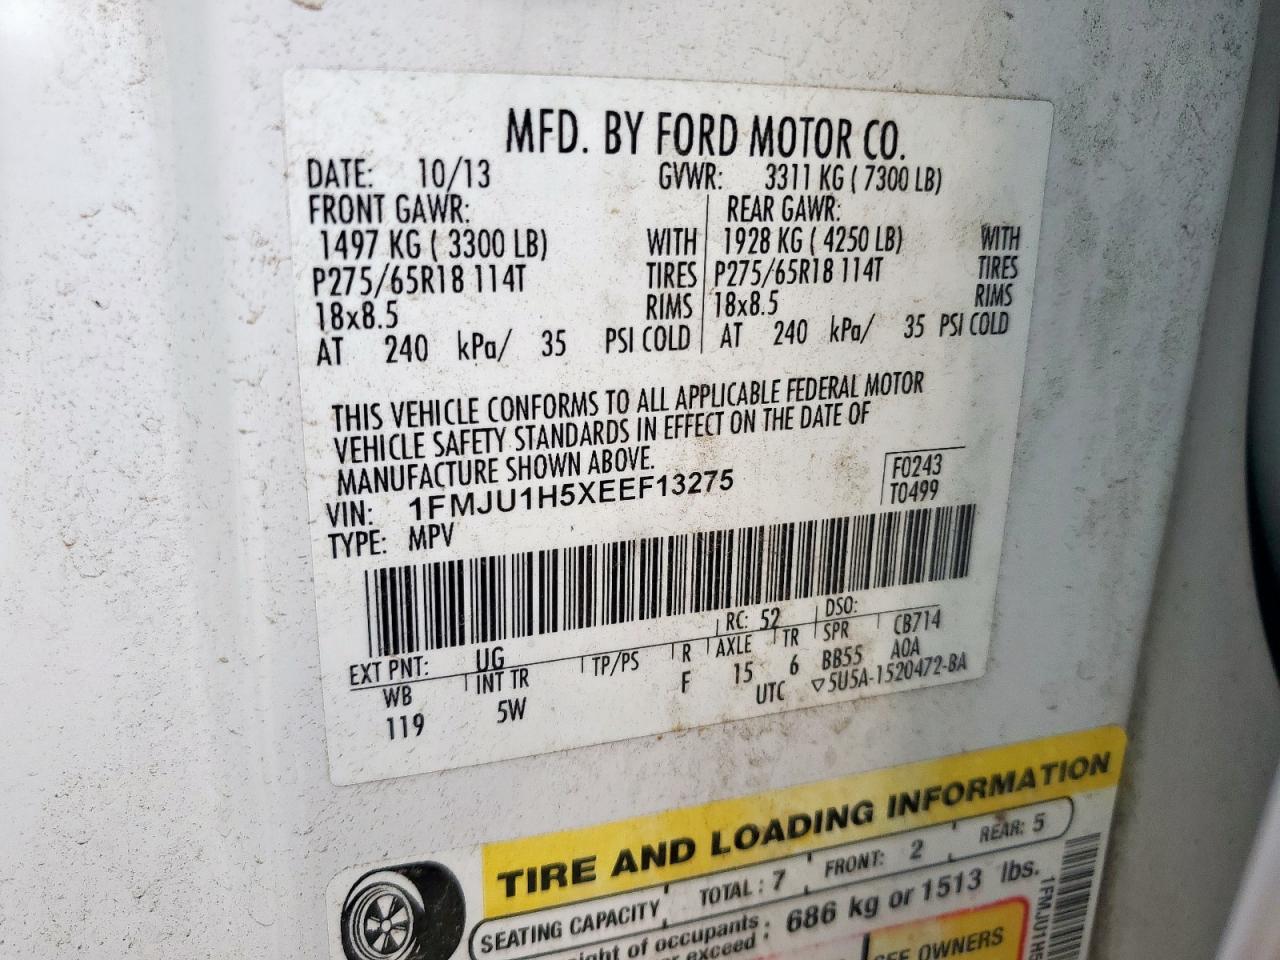 MFD. BY FORD MOTOR CO.
DATE: 10/13 GVWR: 3311 KG ( 7300 LB)
FRONT GAWR: REAR GAWR:
1497 KG ( 3300 LB) WITH 1928 KG ( 4250 LB) WITH
P275/65R18 114T TIRES P275/65R18 114T TIRES
18x8.5 RIMS 18x8.5 RIMS
AT 240 kPa/ 35 PSI COLD AT 240 kPa/ 35 PSI COLD
THIS VEHICLE CONFORMS TO ALL APPLICABLE FEDERAL MOTOR
VEHICLE SAFETY STANDARDS IN EFFECT ON THE DATE OF
MANUFACTURE SHOWN ABOVE.
F0243
VIN: 1FMJU1H5XEEF13275
T0499
TYPE: MPV
EXT PNT: UG RC: 52 DSO:
WB INT TR TP/PS R AXLE TR SPR CB714
119 5W F 15 6 BB55 A0A
UTC ▽5U5A-1520472-BA
TIRE AND LOADING INFORMATION
SEATING CAPACITY TOTAL : 7 FRONT: 2 REAR: 5
of occupants
exceed : 686 kg or 1513 lbs.
OWNERS
1FMJU1H5